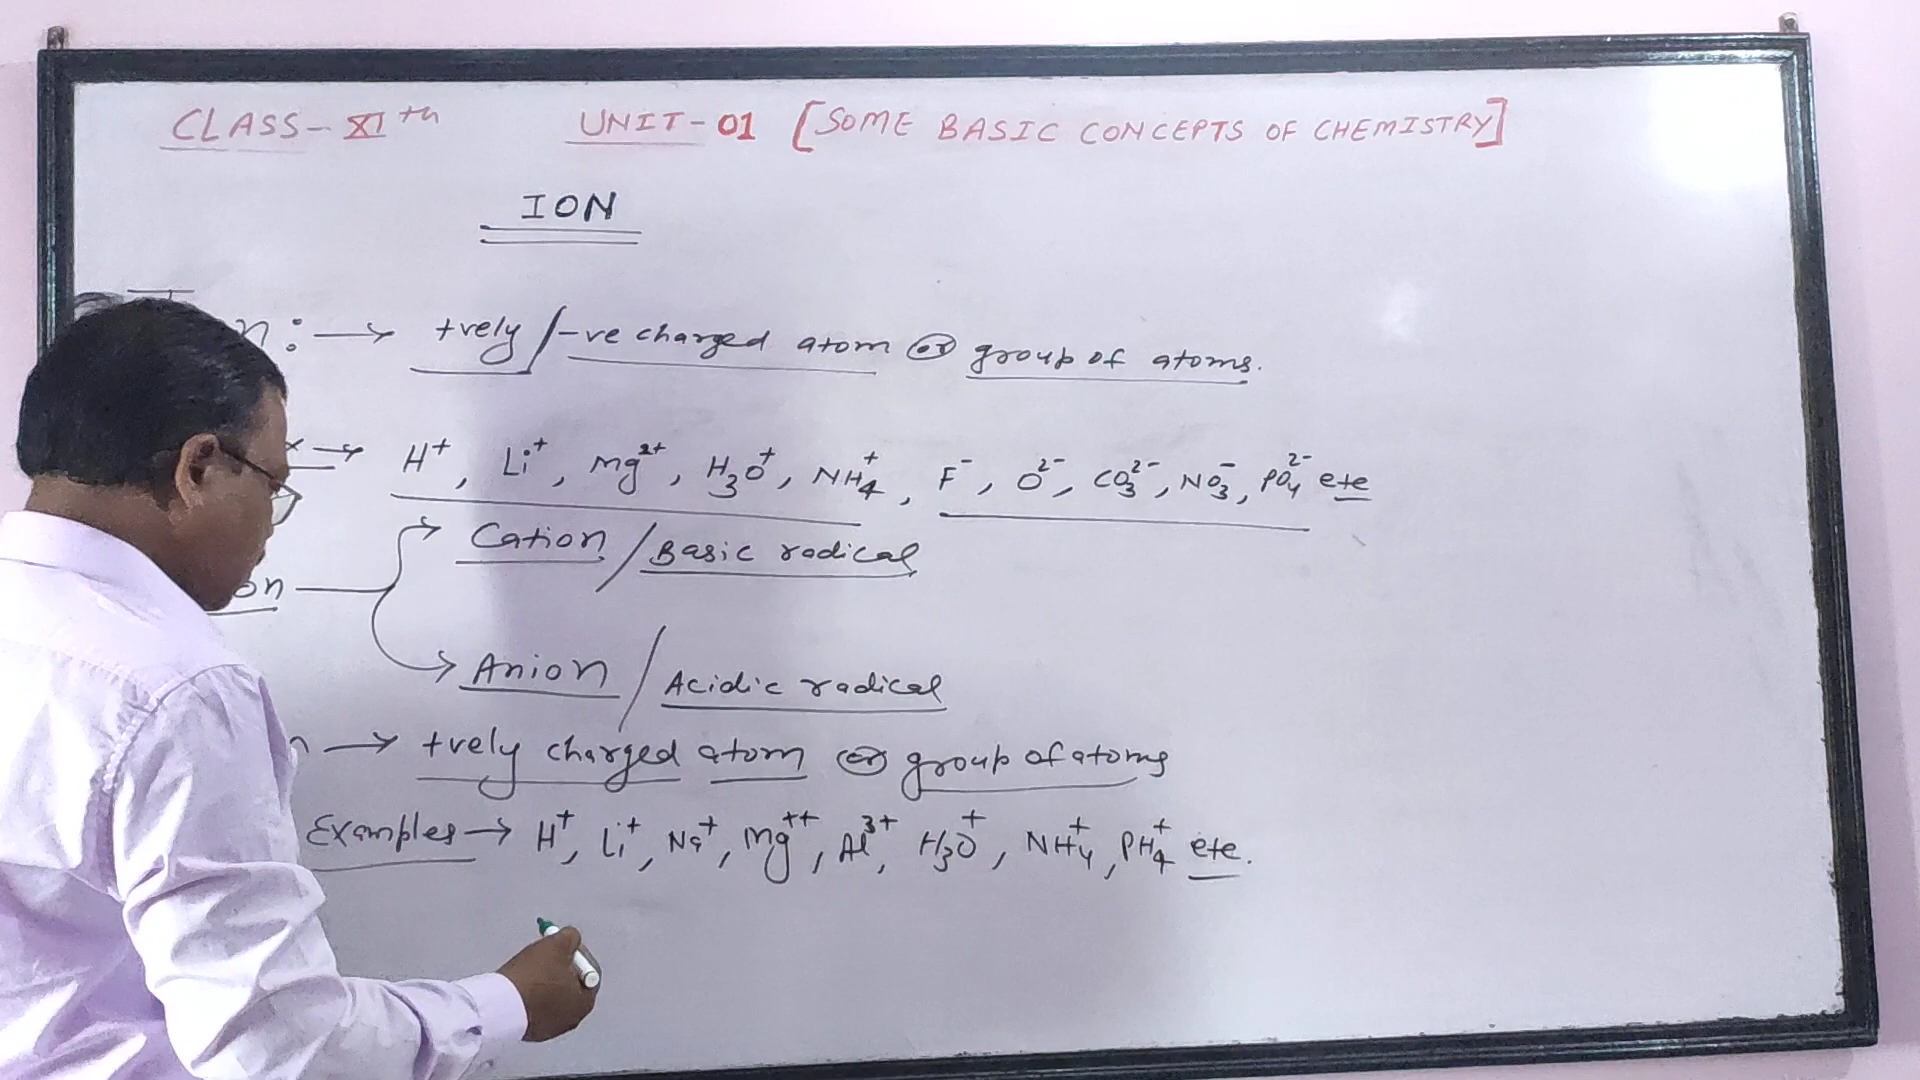 CLASS-XIth UNIT-01 [SOME BASIC CONCEPTS OF CHEMISTRY]
ION
n : → +vely/-ve charged atom or group of atoms.
x → H⁺, Li⁺, Mg²⁺, H₃O⁺, NH₄⁺, F⁻, O²⁻, CO₃²⁻, NO₃⁻, PO₄²⁻ etc
Cation/Basic radical
on
Anion/Acidic radical
n → +vely charged atom or group of atoms
Examples → H⁺, Li⁺, Na⁺, Mg⁺⁺, Al³⁺, H₃O⁺, NH₄⁺, PH₄⁺ etc.